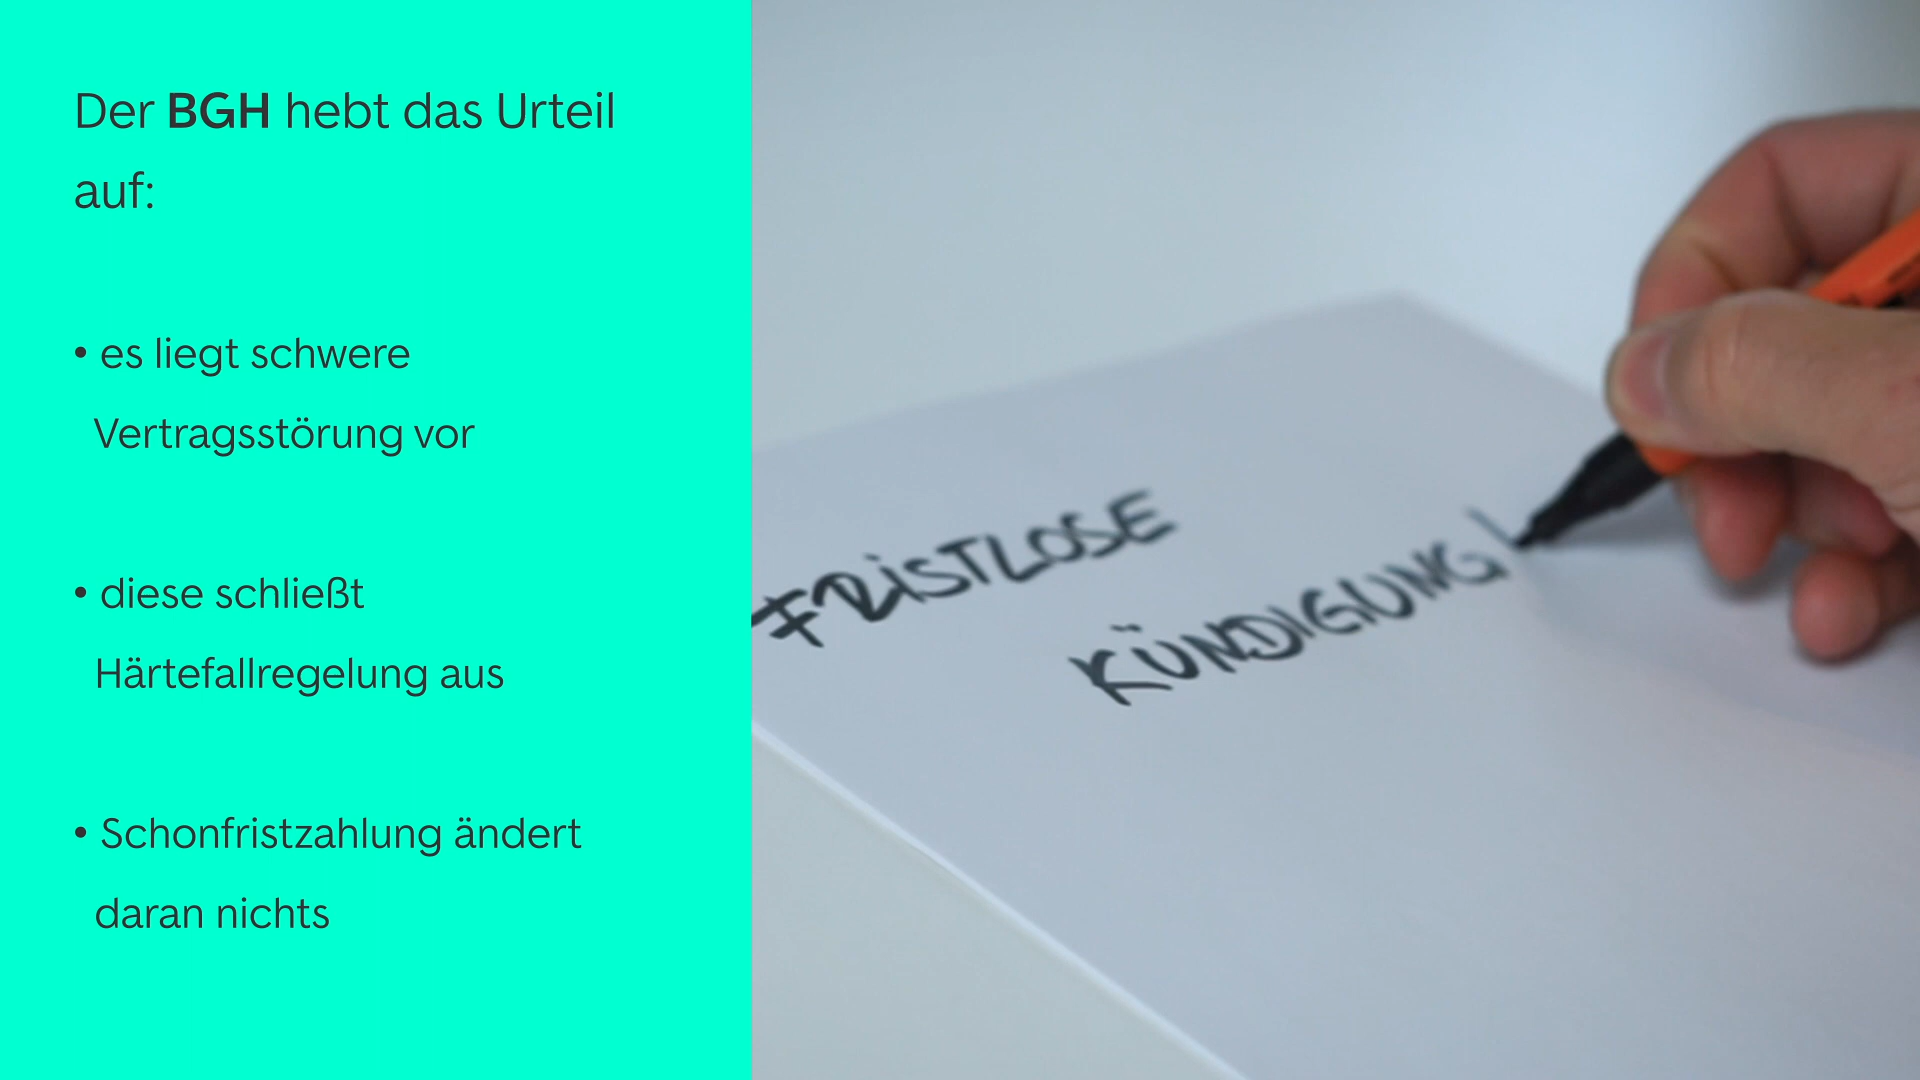 Der BGH hebt das Urteil
auf:
• es liegt schwere
Vertragsstörung vor
• diese schließt
Härtefallregelung aus
• Schonfristzahlung ändert
daran nichts
FRiSTLOSE
KÜNDIGUNG